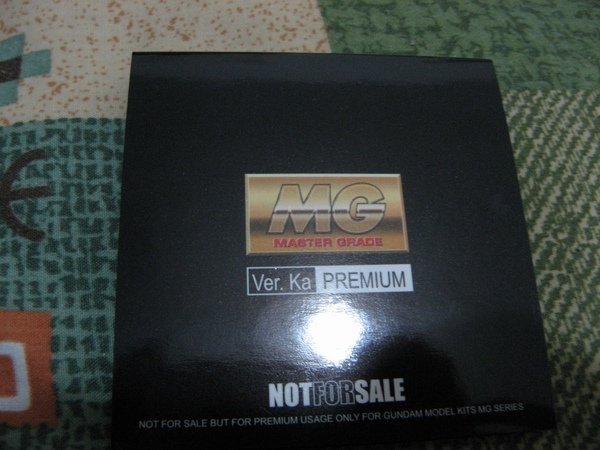 MG
MASTER GRADE
Ver. Ka PREMIUM
NOTFORSALE
NOT FOR SALE BUT FOR PREMIUM USAGE ONLY FOR GUNDAM MODEL KITS MG SERIES